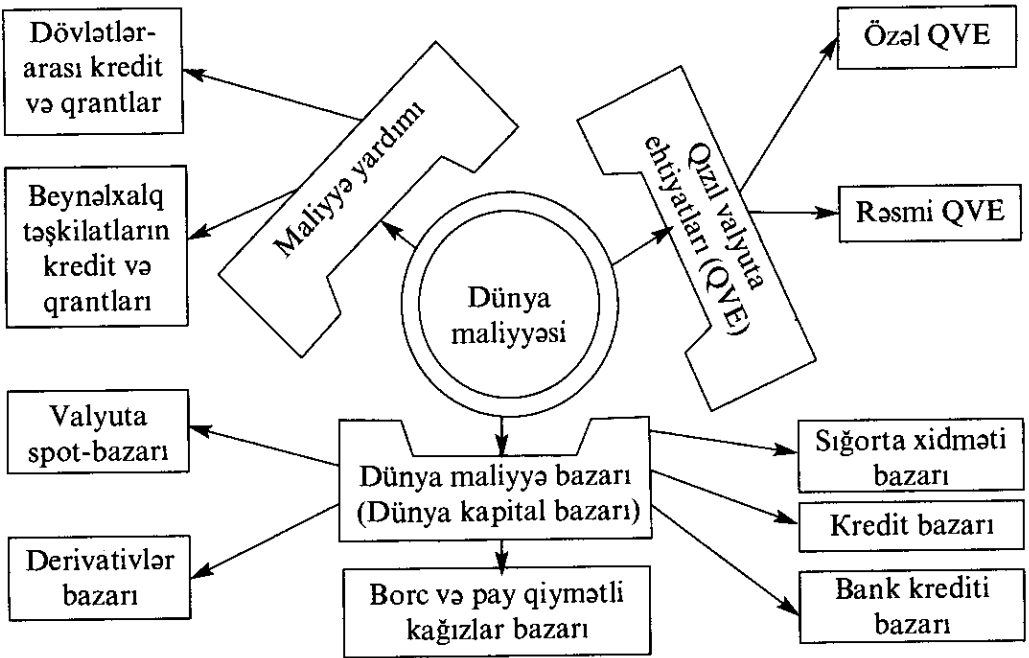 Dövlətlər-
arası kredit
və qrantlar
Beynəlxalq
təşkilatların
kredit və
qrantları
Maliyyə yardımı
Qızıl valyuta
ehtiyatları (QVE)
Özəl QVE
Rəsmi QVE
Dünya
maliyyəsi
Valyuta
spot-bazarı
Derivativlər
bazarı
Dünya maliyyə bazarı
(Dünya kapital bazarı)
Borc və pay qiymətli
kağızlar bazarı
Sığorta xidməti
bazarı
Kredit bazarı
Bank krediti
bazarı